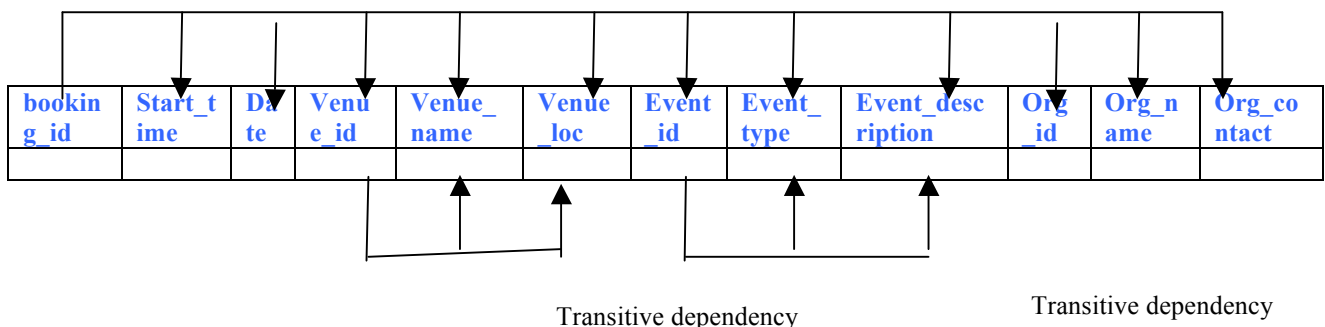 bookin Start_t Da Venu Venue_ Venue Event Event_ Event_desc Org Org_n Org_co
g_id ime te e_id name _loc _id type ription _id ame ntact
Transitive dependency
Transitive dependency